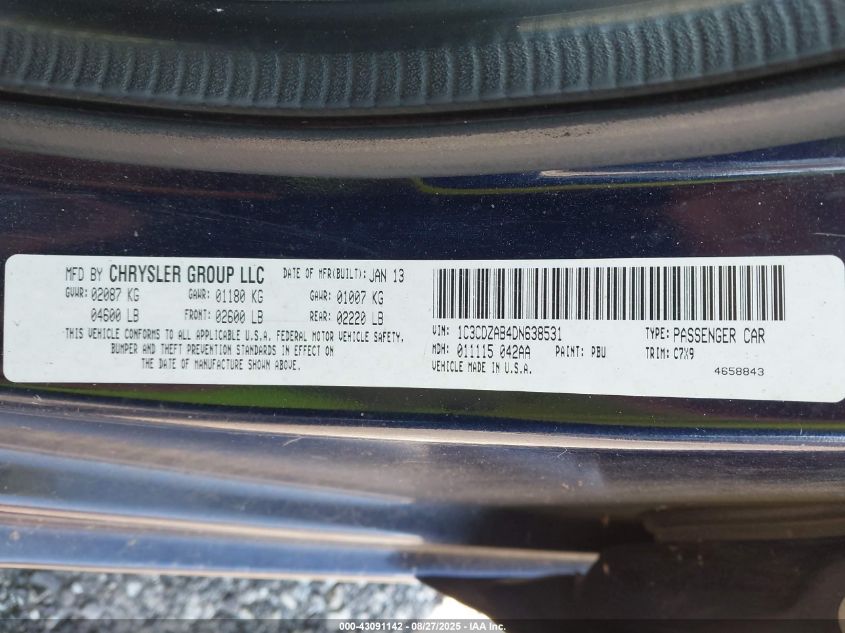 MFD BY CHRYSLER GROUP LLC DATE OF MFR(BUILT): JAN 13
GVWR: 02087 KG GAWR: 01180 KG GAWR: 01007 KG
04600 LB FRONT: 02600 LB REAR: 02220 LB
THIS VEHICLE CONFORMS TO ALL APPLICABLE U.S.A. FEDERAL MOTOR VEHICLE SAFETY,
BUMPER AND THEFT PREVENTION STANDARDS IN EFFECT ON
THE DATE OF MANUFACTURE SHOWN ABOVE.
VIN: 1C3CDZAB4DN638531 TYPE: PASSENGER CAR
MDH: 011115 042AA PAINT: PBU TRIM: C7X9
VEHICLE MADE IN U.S.A. 4658843
000-43091142 - 08/27/2025 - IAA, Inc.